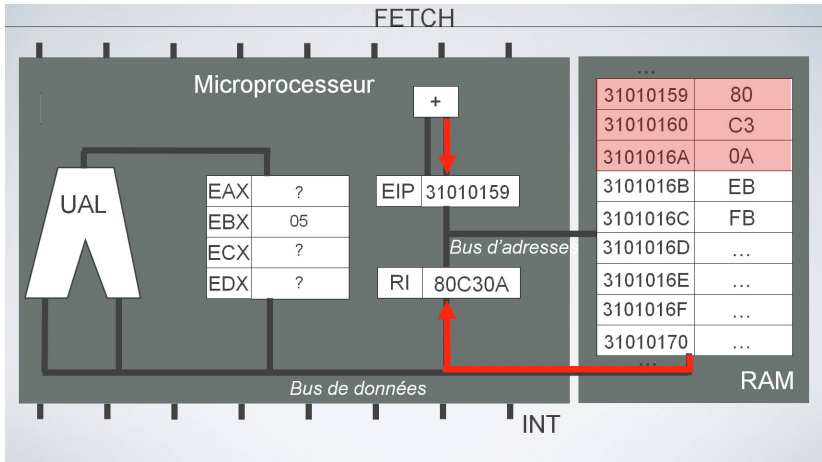 FETCH
Microprocesseur
+
UAL
EAX ?
EBX 05
ECX ?
EDX ?
EIP 31010159
Bus d'adresses
RI 80C30A
Bus de données
INT
...
31010159 80
31010160 C3
3101016A 0A
3101016B EB
3101016C FB
3101016D ...
3101016E ...
3101016F ...
31010170 ...
...
RAM